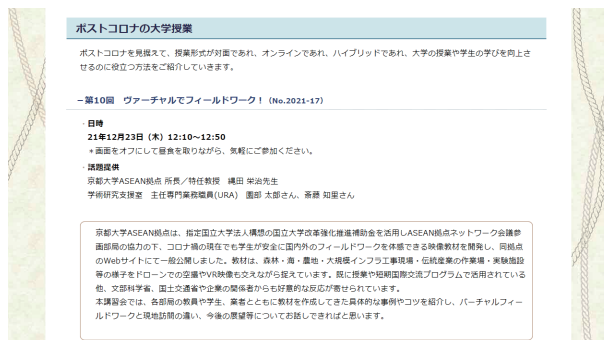 ポストコロナの大学授業
ポストコロナを見据えて、授業形式が対面であれ、オンラインであれ、ハイブリッドであれ、大学の授業や学生の学びを向上さ
せるのに役立つ方法をご紹介していきます。
−第10回　ヴァーチャルでフィールドワーク！（No.2021-17）
· 日時
21年12月23日（木）12:10～12:50
＊画面をオフにして昼食を取りながら、気軽にご参加ください。
· 話題提供
京都大学ASEAN拠点 所長／特任教授　縄田 栄治先生
学術研究支援室　主任専門業務職員(URA)　園部 太郎さん、斎藤 知里さん
京都大学ASEAN拠点は、指定国立大学法人構想の国立大学改革強化推進補助金を活用しASEAN拠点ネットワーク会議参
画部局の協力の下、コロナ禍の現在でも学生が安全に国内外のフィールドワークを体感できる映像教材を開発し、同拠点
のWebサイトにて一般公開しました。教材は、森林・海・農地・大規模インフラ工事現場・伝統産業の作業場・実験施設
等の様子をドローンでの空撮やVR映像も交えながら捉えています。既に授業や短期国際交流プログラムで活用されている
他、文部科学省、国土交通省や企業の関係者からも好意的な反応が寄せられています。
本講習会では、各部局の教員や学生、業者とともに教材を作成してきた具体的な事例やコツを紹介し、バーチャルフィー
ルドワークと現地訪問の違い、今後の展望等についてお話しできればと思います。